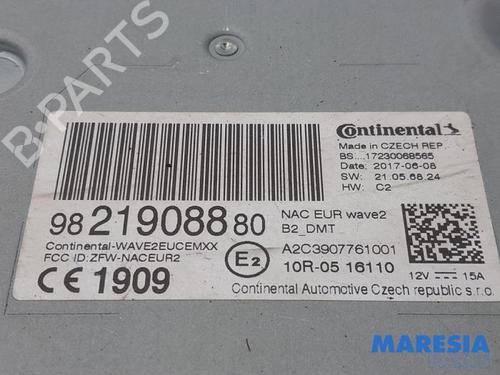 B-PARTS
Continental
Made in CZECH REP.
BS....17230068565
Date: 2017-06-08
SW: 21.05.68.24
HW: C2
98 219088 80
NAC EUR wave2
B2_DMT
Continental-WAVE2EUCEMXX
FCC ID:ZFW-NACEUR2
A2C3907761001
CE 1909
E2
10R-05 16110
12V 15A
Continental Automotive Czech republic s.r.o.
MARESIA
AUTO RECYCLING B.V.